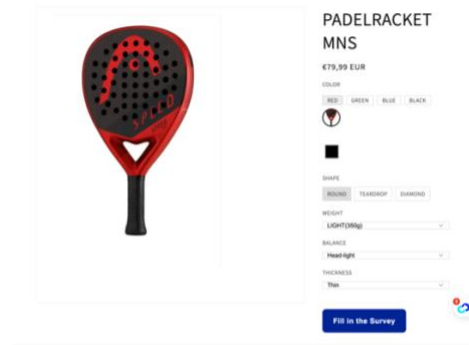 PADELRACKET
MNS
€79,99 EUR
COLOR
RED GREEN BLUE BLACK
SHAPE
ROUND TEARDROP DIAMOND
WEIGHT
LIGHT(350g)
BALANCE
Head-light
THICKNESS
Thin
Fill in the Survey
SPEED